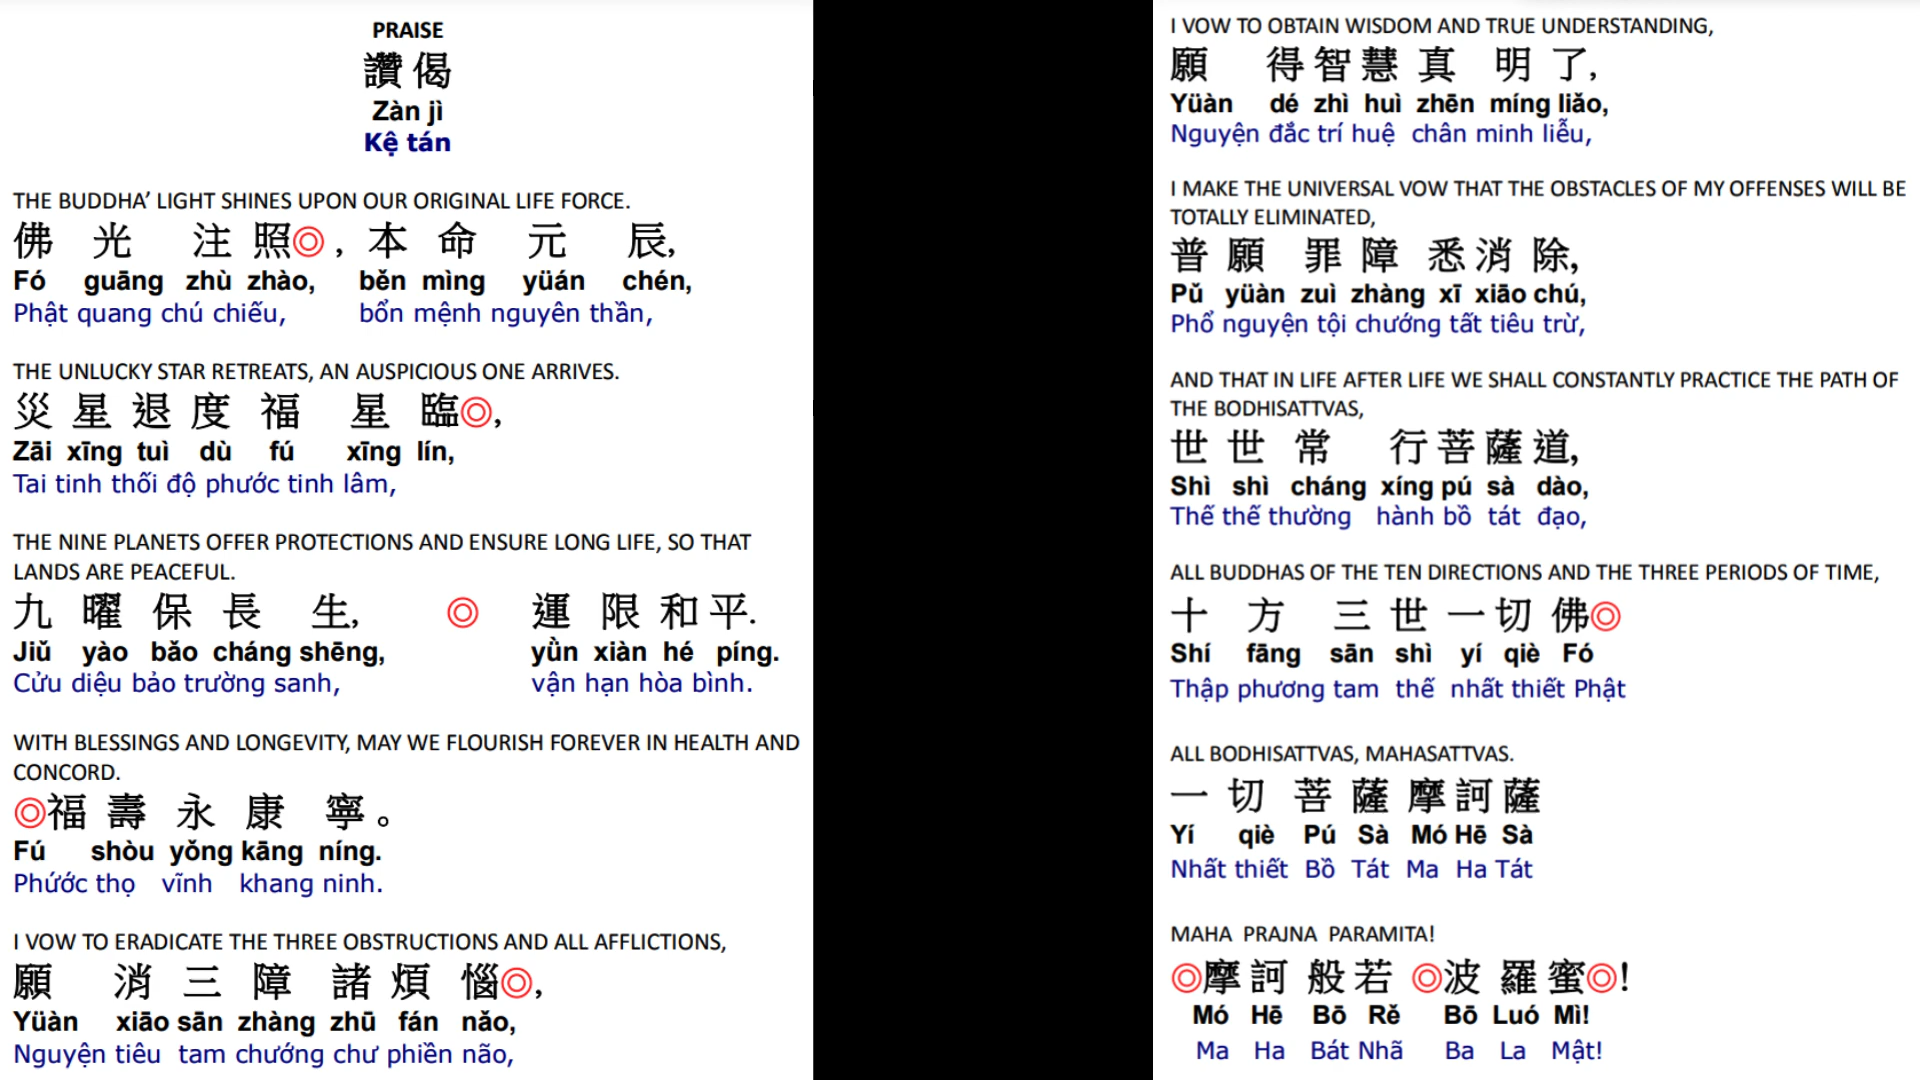 PRAISE
讚偈
Zàn jì
Kệ tán
THE BUDDHA’ LIGHT SHINES UPON OUR ORIGINAL LIFE FORCE.
佛 光 注 照◎, 本 命 元 辰,
Fó guāng zhù zhào, běn mìng yüán chén,
Phật quang chú chiếu, bổn mệnh nguyên thần,
THE UNLUCKY STAR RETREATS, AN AUSPICIOUS ONE ARRIVES.
災 星 退 度 福 星 臨◎,
Zāi xīng tuì dù fú xīng lín,
Tai tinh thối độ phước tinh lâm,
THE NINE PLANETS OFFER PROTECTIONS AND ENSURE LONG LIFE, SO THAT
LANDS ARE PEACEFUL.
九 曜 保 長 生, ◎ 運 限 和 平.
Jiǔ yào bǎo cháng shēng, yǜn xiàn hé píng.
Cửu diệu bảo trường sanh, vận hạn hòa bình.
WITH BLESSINGS AND LONGEVITY, MAY WE FLOURISH FOREVER IN HEALTH AND
CONCORD.
◎福 壽 永 康 寧。
Fú shòu yǒng kāng níng.
Phứớc thọ vĩnh khang ninh.
I VOW TO ERADICATE THE THREE OBSTRUCTIONS AND ALL AFFLICTIONS,
願 消 三 障 諸 煩 惱◎,
Yüàn xiāo sān zhàng zhū fán nǎo,
Nguyện tiêu tam chướng chư phiền não,
I VOW TO OBTAIN WISDOM AND TRUE UNDERSTANDING,
願 得 智 慧 真 明 了,
Yüàn dé zhì huì zhēn míng liǎo,
Nguyện đắc trí huệ chân minh liễu,
I MAKE THE UNIVERSAL VOW THAT THE OBSTACLES OF MY OFFENSES WILL BE
TOTALLY ELIMINATED,
普 願 罪 障 悉 消 除,
Pǔ yüàn zuì zhàng xī xiāo chú,
Phổ nguyện tội chướng tất tiêu trừ,
AND THAT IN LIFE AFTER LIFE WE SHALL CONSTANTLY PRACTICE THE PATH OF
THE BODHISATTVAS,
世 世 常 行 菩 薩 道,
Shì shì cháng xíng pú sà dào,
Thế thế thường hành bồ tát đạo,
ALL BUDDHAS OF THE TEN DIRECTIONS AND THE THREE PERIODS OF TIME,
十 方 三 世 一 切 佛◎
Shí fāng sān shì yí qiè Fó
Thập phương tam thế nhất thiết Phật
ALL BODHISATTVAS, MAHASATTVAS.
一 切 菩 薩 摩 訶 薩
Yí qiè Pú Sà Mó Hē Sà
Nhất thiết Bồ Tát Ma Ha Tát
MAHA PRAJNA PARAMITA!
◎摩 訶 般 若 ◎波 羅 蜜◎!
Mó Hē Bō Rě Bō Luó Mì!
Ma Ha Bát Nhã Ba La Mật!